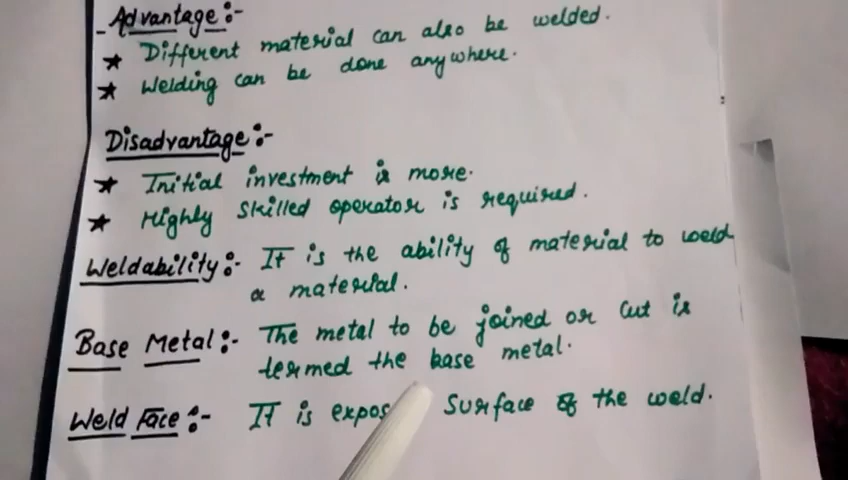 Advantage:-
★ Different material can also be welded.
★ Welding can be done anywhere.
Disadvantage:-
★ Initial investment is more.
★ Highly skilled operator is required.
Weldability:- It is the ability of material to weld
a material.
Base Metal:- The metal to be joined or cut is
termed the base metal.
Weld Face:- It is surface of the weld.